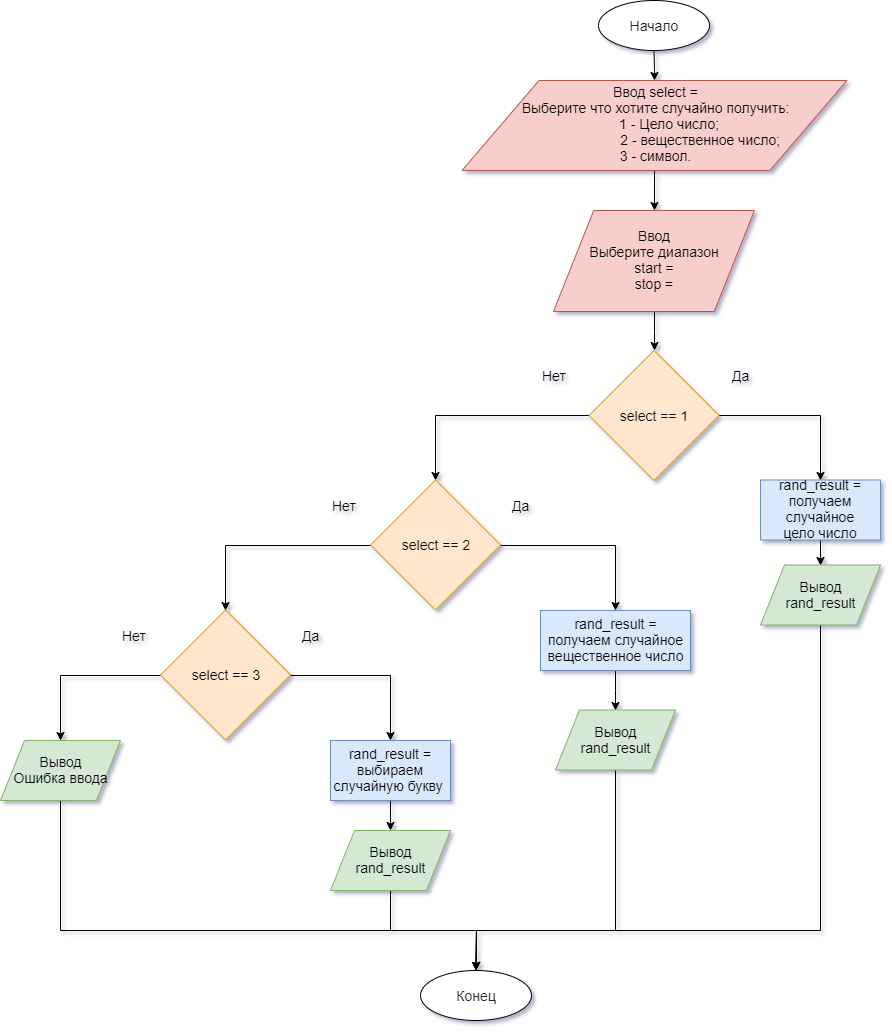 Начало
Ввод select =
Выберите что хотите случайно получить:
1 - Цело число;
2 - вещественное число;
3 - символ.
Ввод
Выберите диапазон
start =
stop =
Нет
Да
select == 1
rand_result =
получаем
случайное
цело число
Вывод
rand_result
Нет
Да
select == 2
rand_result =
получаем случайное
вещественное число
Вывод
rand_result
Нет
Да
select == 3
Вывод
Ошибка ввода
rand_result =
выбираем
случайную букву
Вывод
rand_result
Конец